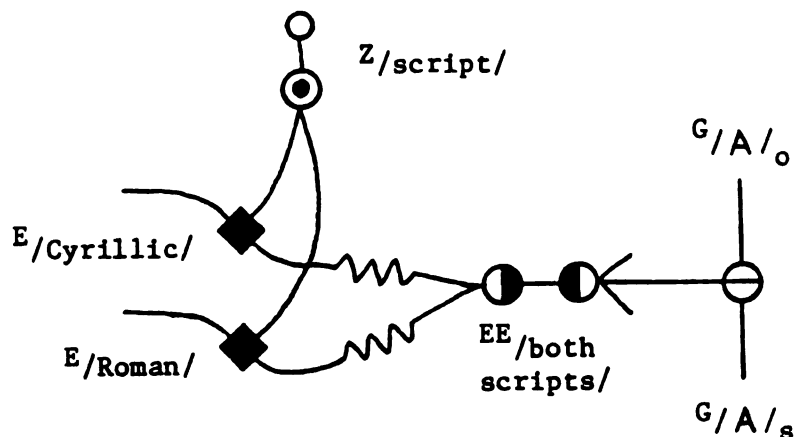 Z/script/
G/A/o
E/Cyrillic/
E/Roman/
EE/both
scripts/
G/A/s